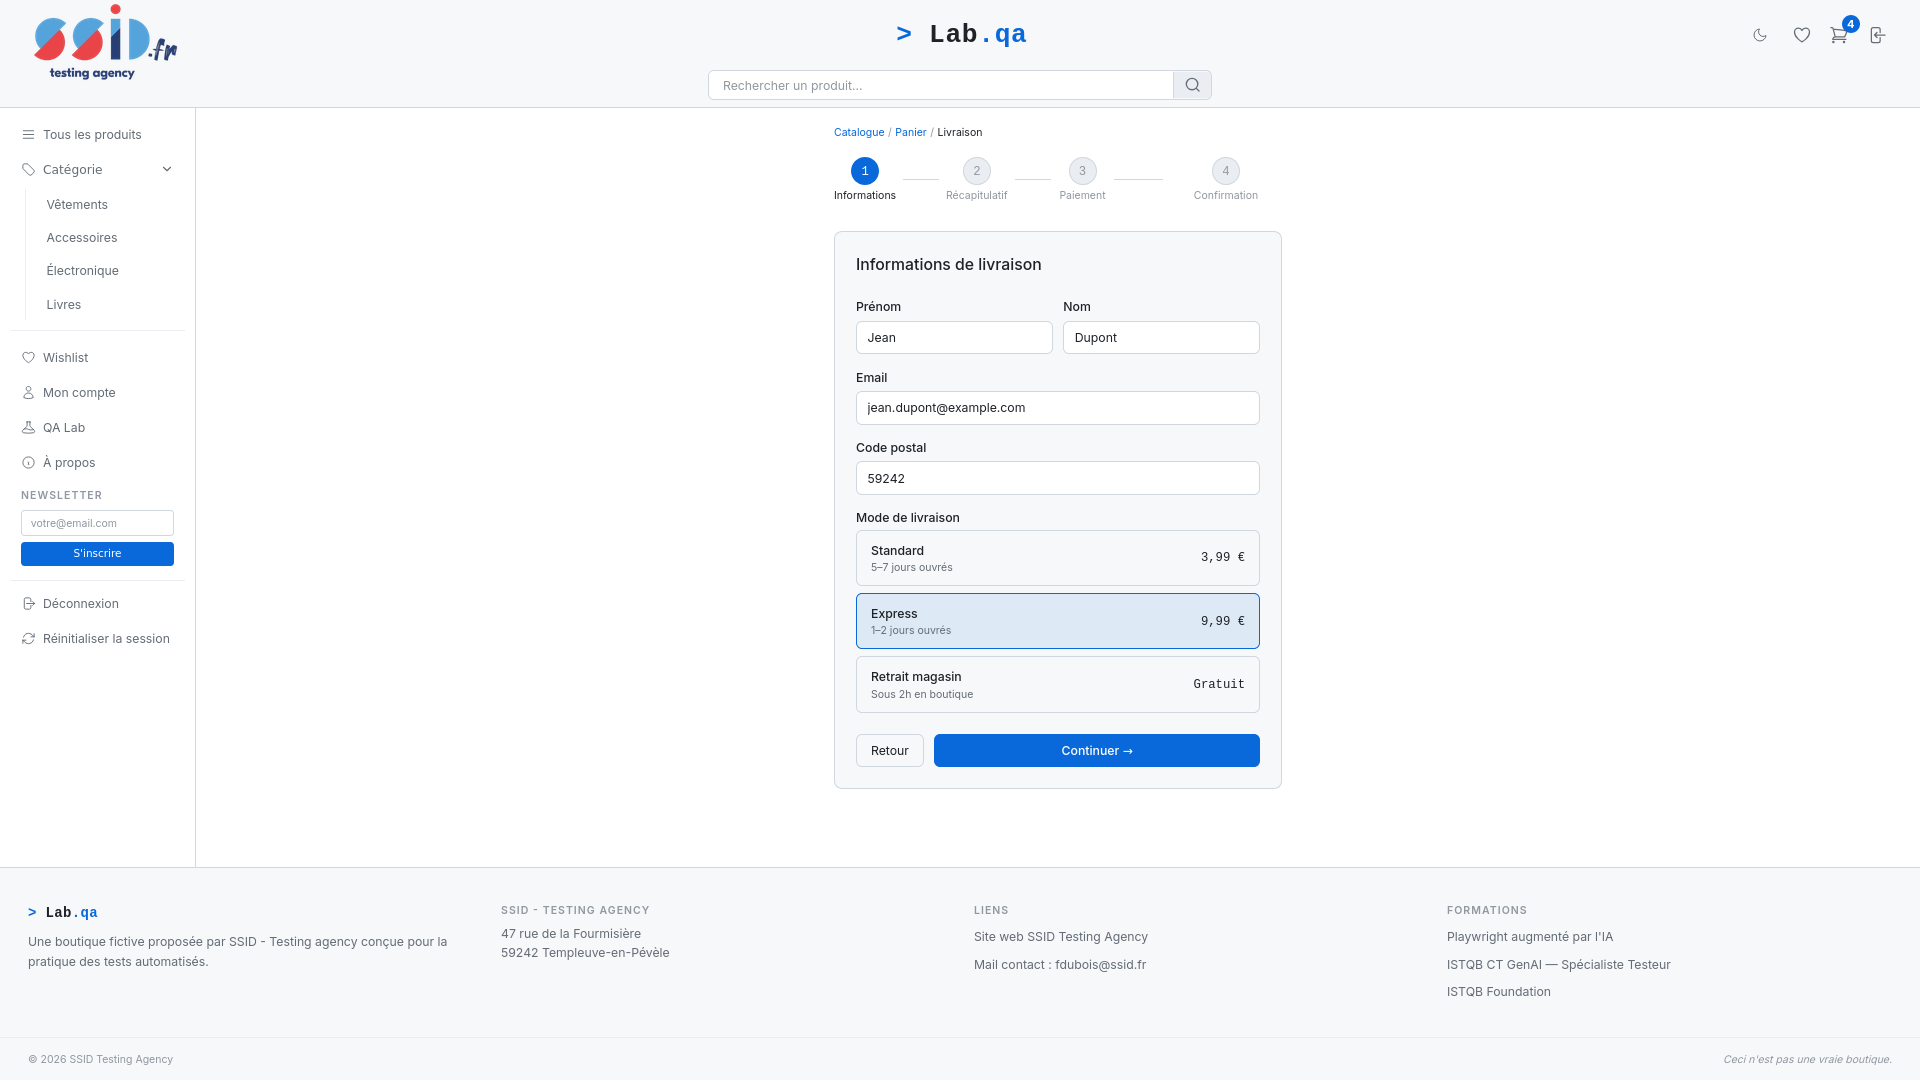 ssiD.fr
testing agency
> Lab.qa
4
Rechercher un produit...
Tous les produits
Catégorie
Vêtements
Accessoires
Électronique
Livres
Wishlist
Mon compte
QA Lab
À propos
NEWSLETTER
votre@email.com
S'inscrire
Déconnexion
Réinitialiser la session
Catalogue / Panier / Livraison
1 2 3 4
Informations Récapitulatif Paiement Confirmation
Informations de livraison
Prénom Nom
Jean Dupont
Email
jean.dupont@example.com
Code postal
59242
Mode de livraison
Standard
5–7 jours ouvrés
3,99 €
Express
1–2 jours ouvrés
9,99 €
Retrait magasin
Sous 2h en boutique
Gratuit
Retour Continuer →
> Lab.qa
Une boutique fictive proposée par SSID - Testing agency conçue pour la
pratique des tests automatisés.
SSID - TESTING AGENCY
47 rue de la Fourmisière
59242 Templeuve-en-Pévèle
LIENS
Site web SSID Testing Agency
Mail contact : fdubois@ssid.fr
FORMATIONS
Playwright augmenté par l'IA
ISTQB CT GenAI — Spécialiste Testeur
ISTQB Foundation
© 2026 SSID Testing Agency
Ceci n'est pas une vraie boutique.